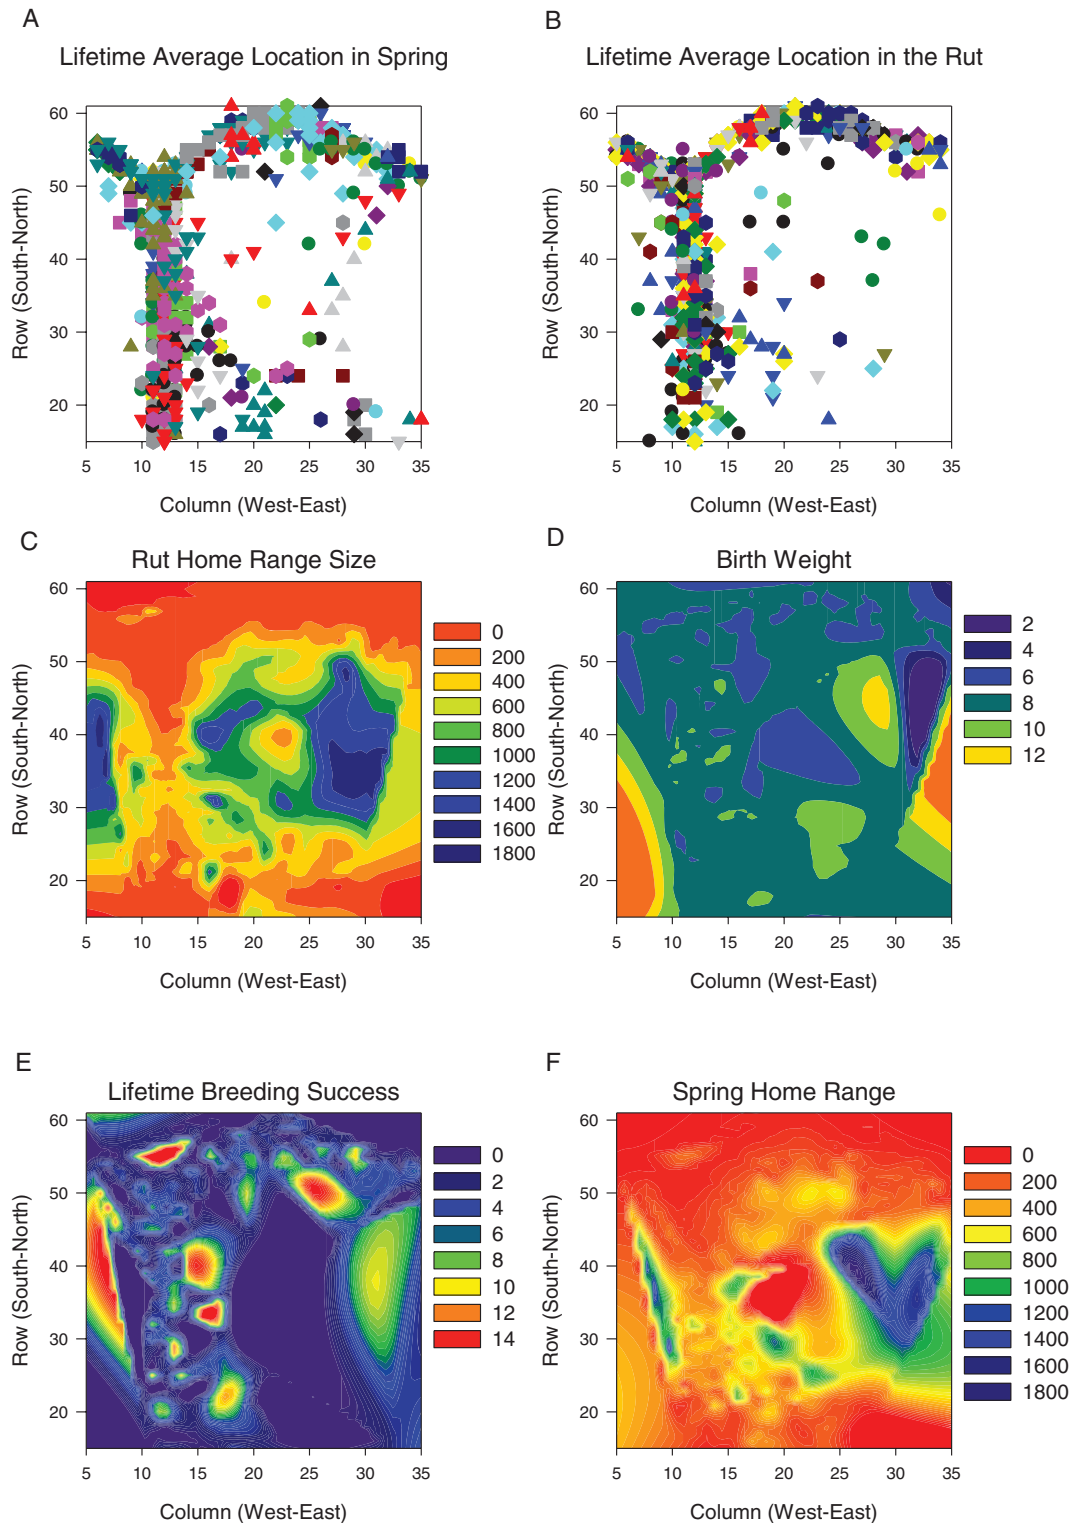 A
B
Lifetime Average Location in Spring
Lifetime Average Location in the Rut
60
50
40
30
20
Row (South-North)
5 10 15 20 25 30 35
Column (West-East)
60
50
40
30
20
Row (South-North)
5 10 15 20 25 30 35
Column (West-East)
C
D
Rut Home Range Size
Birth Weight
60
50
40
30
20
Row (South-North)
5 10 15 20 25 30 35
Column (West-East)
0
200
400
600
800
1000
1200
1400
1600
1800
60
50
40
30
20
Row (South-North)
5 10 15 20 25 30 35
Column (West-East)
2
4
6
8
10
12
E
F
Lifetime Breeding Success
Spring Home Range
60
50
40
30
20
Row (South-North)
5 10 15 20 25 30 35
Column (West-East)
0
2
4
6
8
10
12
14
60
50
40
30
20
Row (South-North)
5 10 15 20 25 30 35
Column (West-East)
0
200
400
600
800
1000
1200
1400
1600
1800